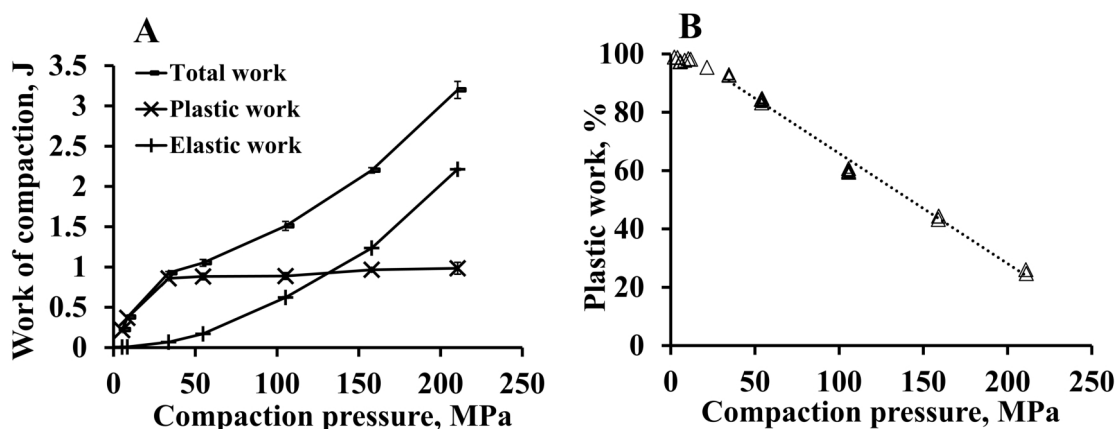 A
Work of compaction, J
3.5
3
2.5
2
1.5
1
0.5
0
Total work
Plastic work
Elastic work
0 50 100 150 200 250
Compaction pressure, MPa
B
Plastic work, %
100
80
60
40
20
0
0 50 100 150 200 250
Compaction pressure, MPa